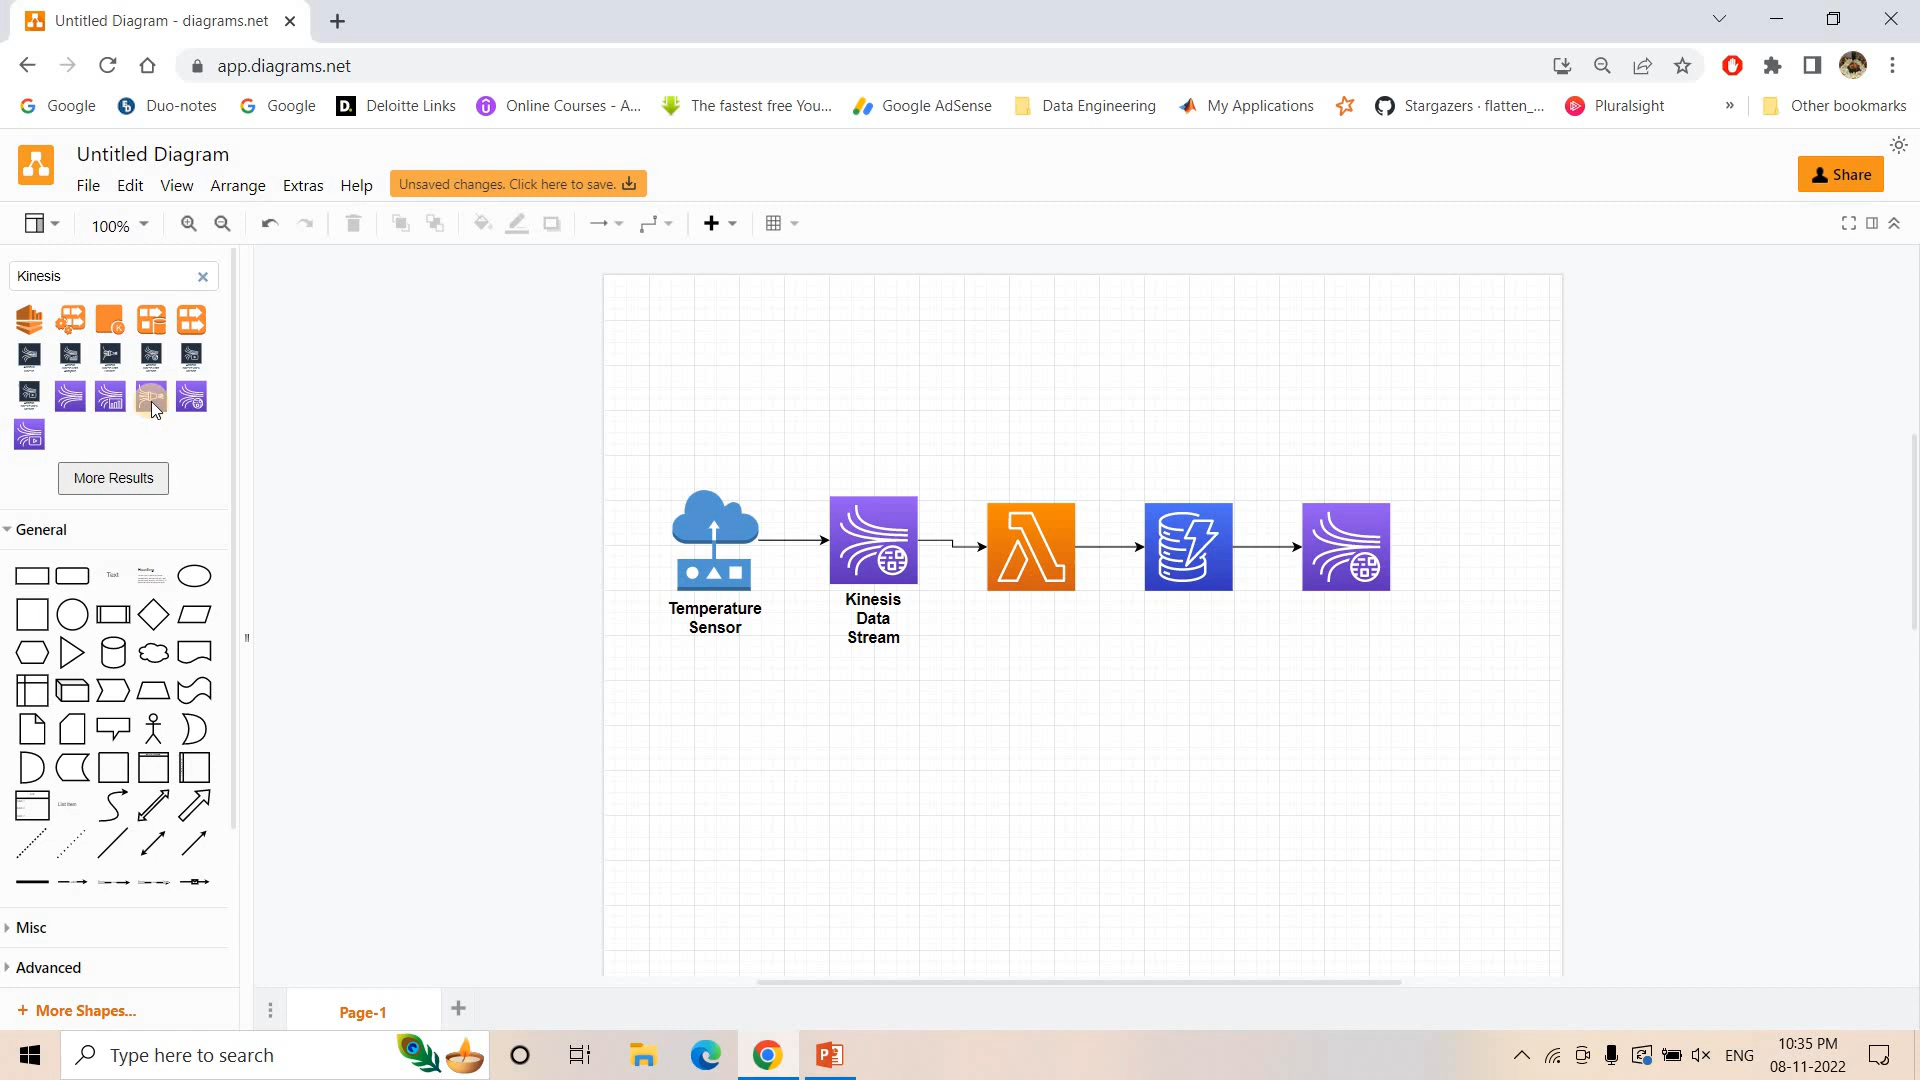 Untitled Diagram - diagrams.net
app.diagrams.net
Google
Duo-notes
Google
D.
Deloitte Links
Online Courses - A...
The fastest free You...
Google AdSense
Data Engineering
My Applications
Stargazers · flatten_...
Pluralsight
»
Other bookmarks
Untitled Diagram
File Edit View Arrange Extras Help
Unsaved changes. Click here to save.
Share
100%
Kinesis
More Results
General
Text
Heading
List Item
Misc
Advanced
+ More Shapes...
Temperature
Sensor
Kinesis
Data
Stream
Page-1
Type here to search
ENG
10:35 PM
08-11-2022